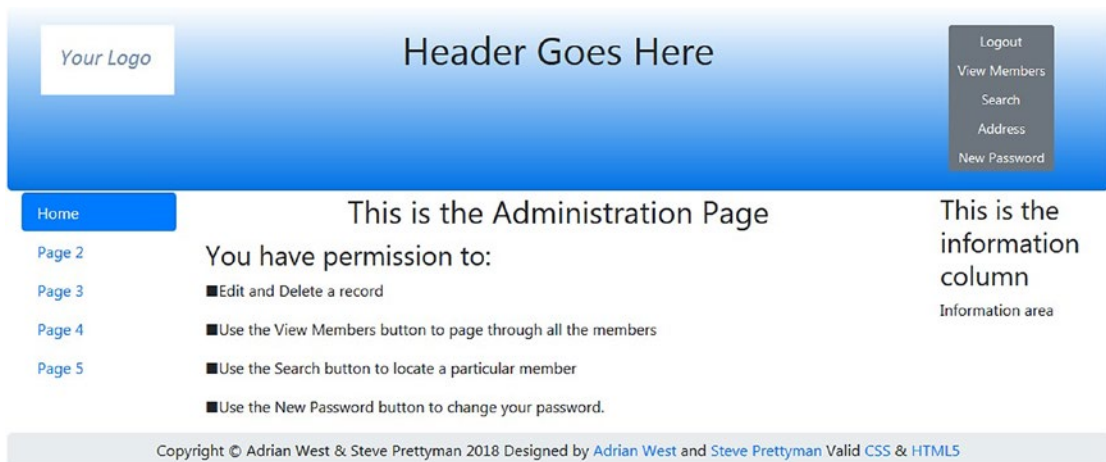 Your Logo
Header Goes Here
Logout
View Members
Search
Address
New Password
Home
Page 2
Page 3
Page 4
Page 5
This is the Administration Page
You have permission to:
■Edit and Delete a record
■Use the View Members button to page through all the members
■Use the Search button to locate a particular member
■Use the New Password button to change your password.
This is the
information
column
Information area
Copyright © Adrian West & Steve Prettyman 2018 Designed by Adrian West and Steve Prettyman Valid CSS & HTML5